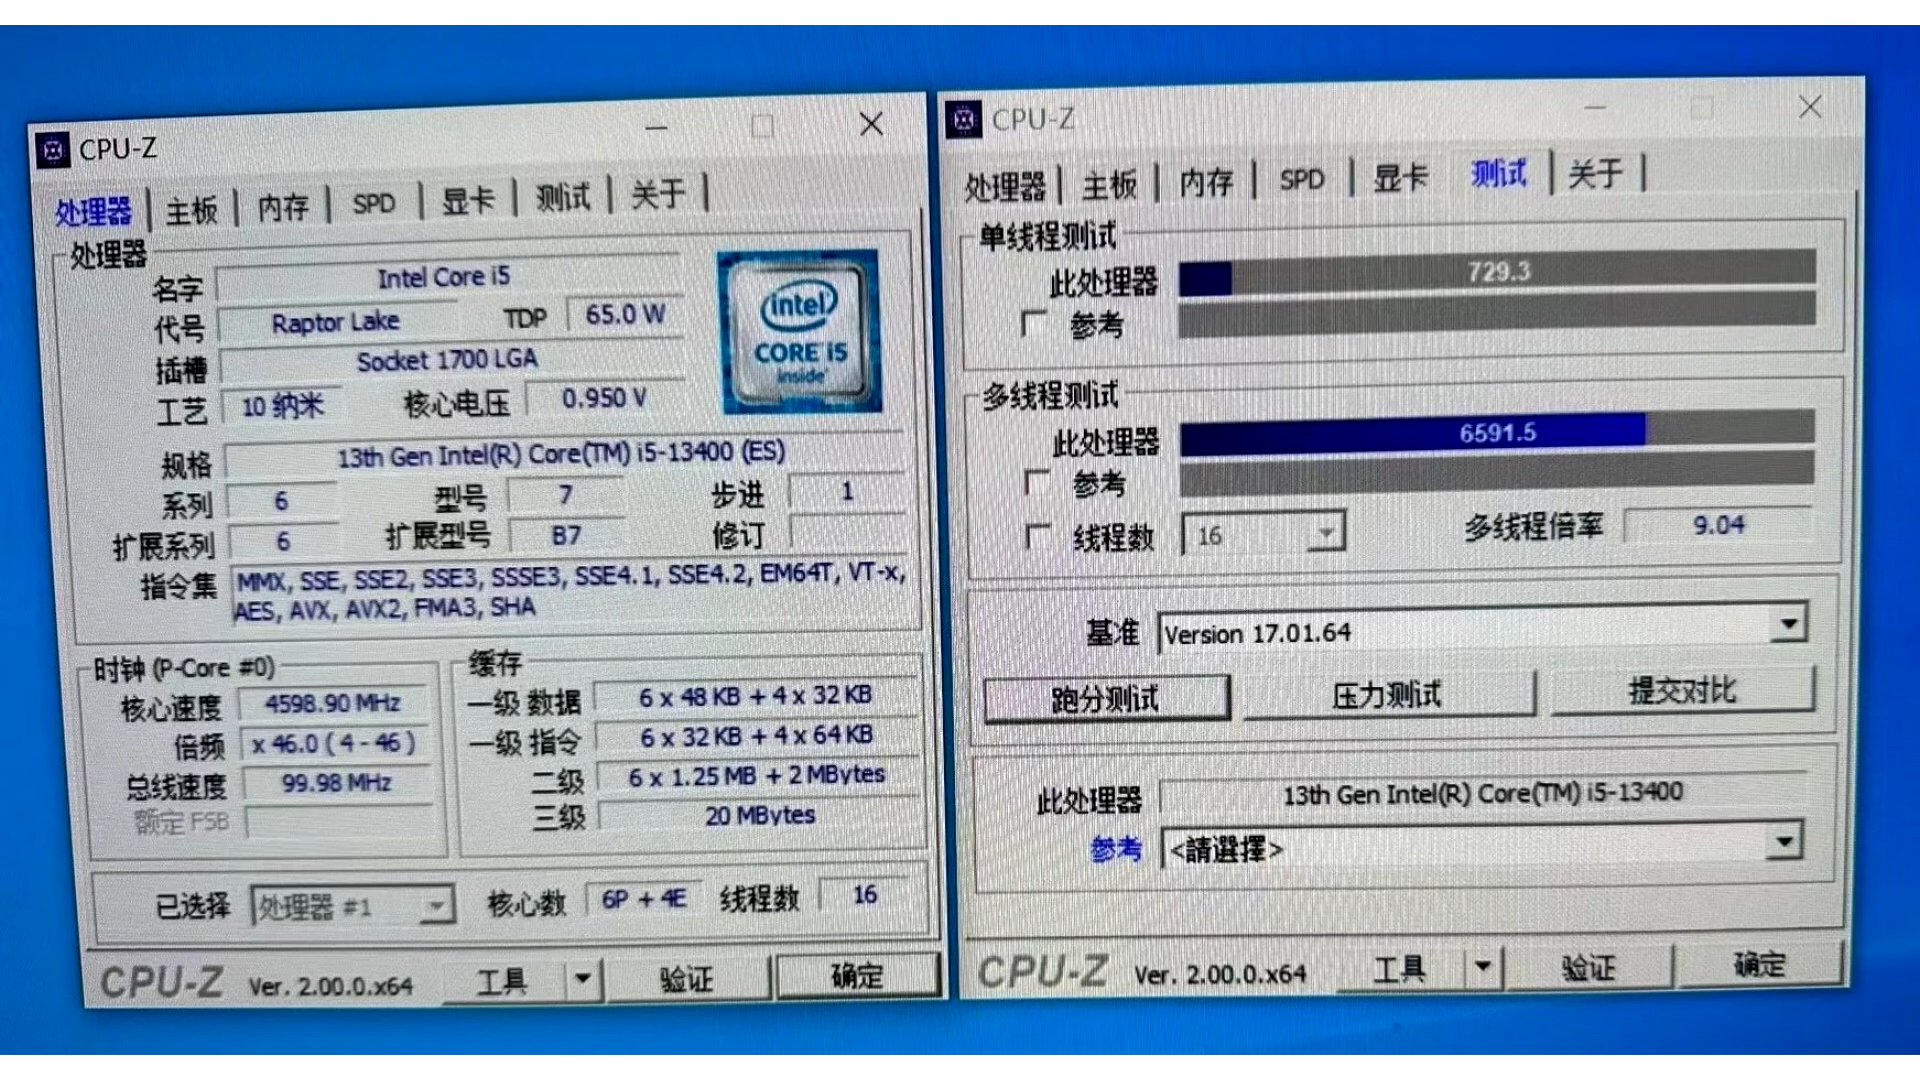 CPU-Z
处理器 主板 内存 SPD 显卡 测试 关于
处理器
名字 Intel Core i5
代号 Raptor Lake TDP 65.0 W
插槽 Socket 1700 LGA
工艺 10 纳米 核心电压 0.950 V
intel
CORE i5
inside
规格 13th Gen Intel(R) Core(TM) i5-13400 (ES)
系列 6 型号 7 步进 1
扩展系列 6 扩展型号 B7 修订
指令集 MMX, SSE, SSE2, SSE3, SSSE3, SSE4.1, SSE4.2, EM64T, VT-x,
AES, AVX, AVX2, FMA3, SHA
时钟 (P-Core #0)
核心速度 4598.90 MHz
倍频 x 46.0 ( 4 - 46 )
总线速度 99.98 MHz
额定 FSB
缓存
一级 数据 6 x 48 KB + 4 x 32 KB
一级 指令 6 x 32 KB + 4 x 64 KB
二级 6 x 1.25 MB + 2 MBytes
三级 20 MBytes
已选择 处理器 #1 核心数 6P + 4E 线程数 16
CPU-Z Ver. 2.00.0.x64 工具 验证 确定
CPU-Z
处理器 主板 内存 SPD 显卡 测试 关于
单线程测试
此处理器 729.3
参考
多线程测试
此处理器 6591.5
参考
线程数 16 多线程倍率 9.04
基准 Version 17.01.64
跑分测试 压力测试 提交对比
此处理器 13th Gen Intel(R) Core(TM) i5-13400
参考 <請選擇>
CPU-Z Ver. 2.00.0.x64 工具 验证 确定